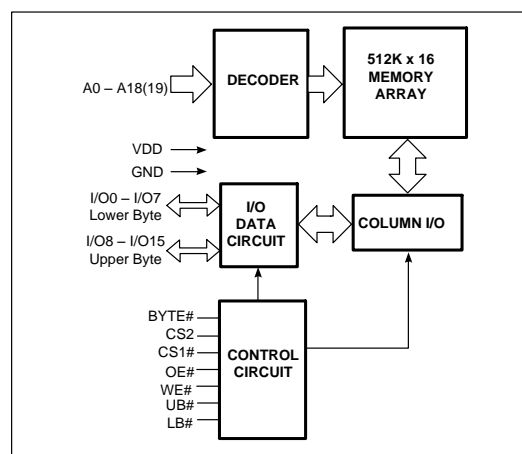 A0 – A18(19)
DECODER
512K x 16
MEMORY
ARRAY
VDD
GND
I/O0 – I/O7
Lower Byte
I/O8 – I/O15
Upper Byte
I/O
DATA
CIRCUIT
COLUMN I/O
BYTE#
CS2
CS1#
OE#
WE#
UB#
LB#
CONTROL
CIRCUIT